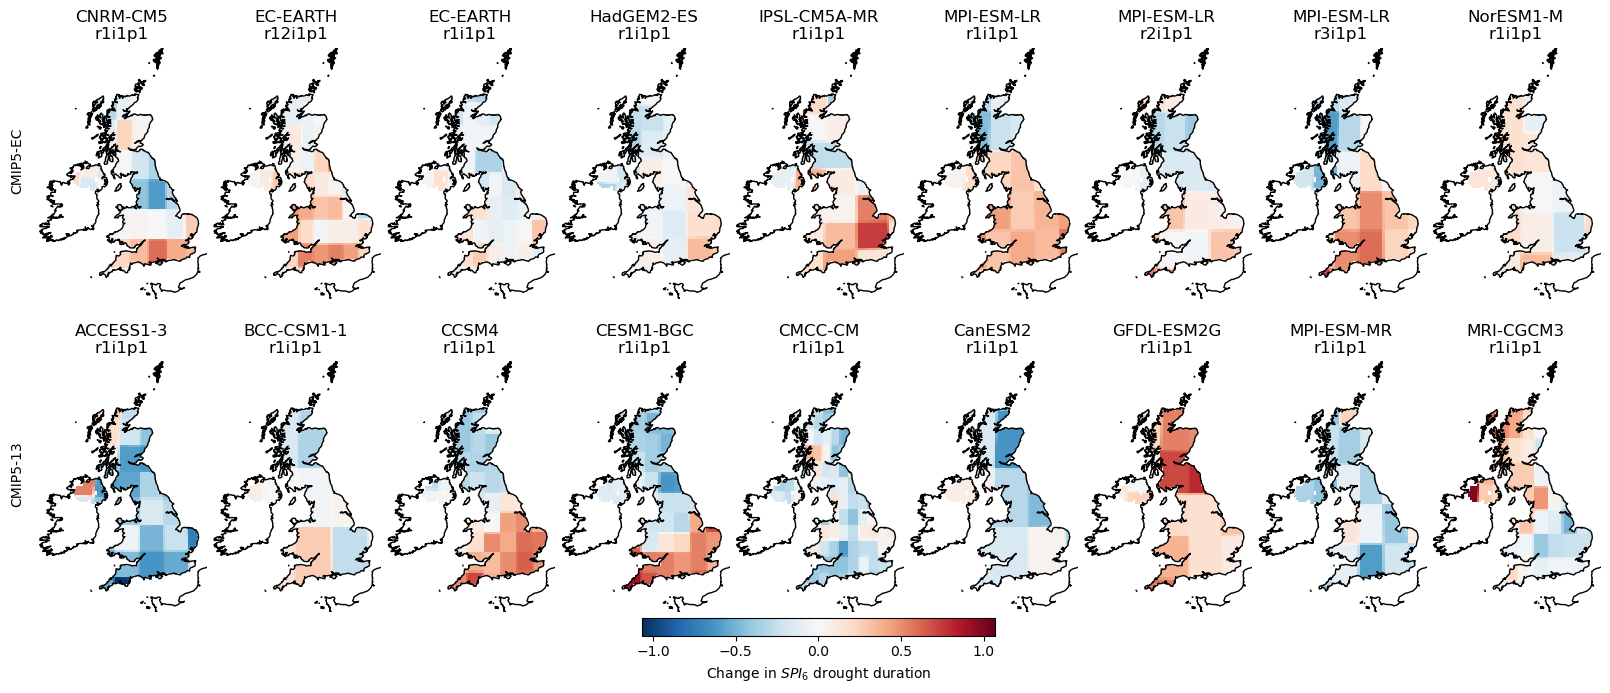 CNRM-CM5 EC-EARTH EC-EARTH HadGEM2-ES IPSL-CM5A-MR MPI-ESM-LR MPI-ESM-LR MPI-ESM-LR NorESM1-M
r1i1p1 r12i1p1 r1i1p1 r1i1p1 r1i1p1 r1i1p1 r2i1p1 r3i1p1 r1i1p1
CMIP5-EC
ACCESS1-3 BCC-CSM1-1 CCSM4 CESM1-BGC CMCC-CM CanESM2 GFDL-ESM2G MPI-ESM-MR MRI-CGCM3
r1i1p1 r1i1p1 r1i1p1 r1i1p1 r1i1p1 r1i1p1 r1i1p1 r1i1p1 r1i1p1
CMIP5-13
−1.0 −0.5 0.0 0.5 1.0
Change in SPI₆ drought duration